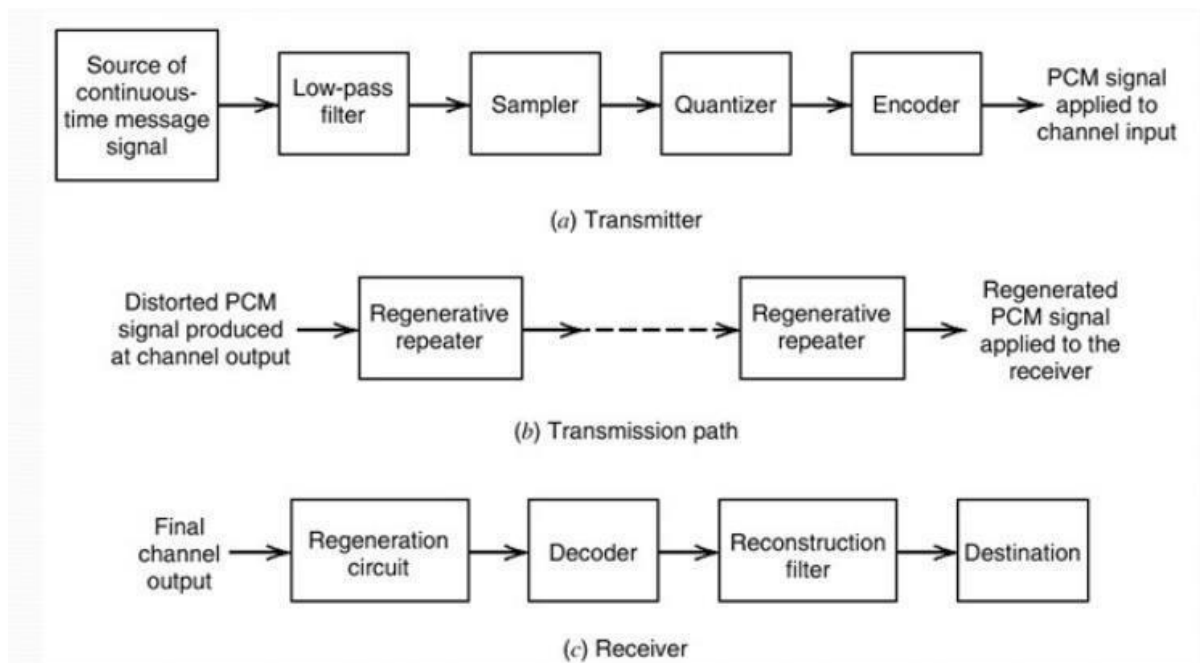 Source of
continuous-
time message
signal
Low-pass
filter
Sampler
Quantizer
Encoder
PCM signal
applied to
channel input
(a) Transmitter
Distorted PCM
signal produced
at channel output
Regenerative
repeater
Regenerative
repeater
Regenerated
PCM signal
applied to the
receiver
(b) Transmission path
Final
channel
output
Regeneration
circuit
Decoder
Reconstruction
filter
Destination
(c) Receiver